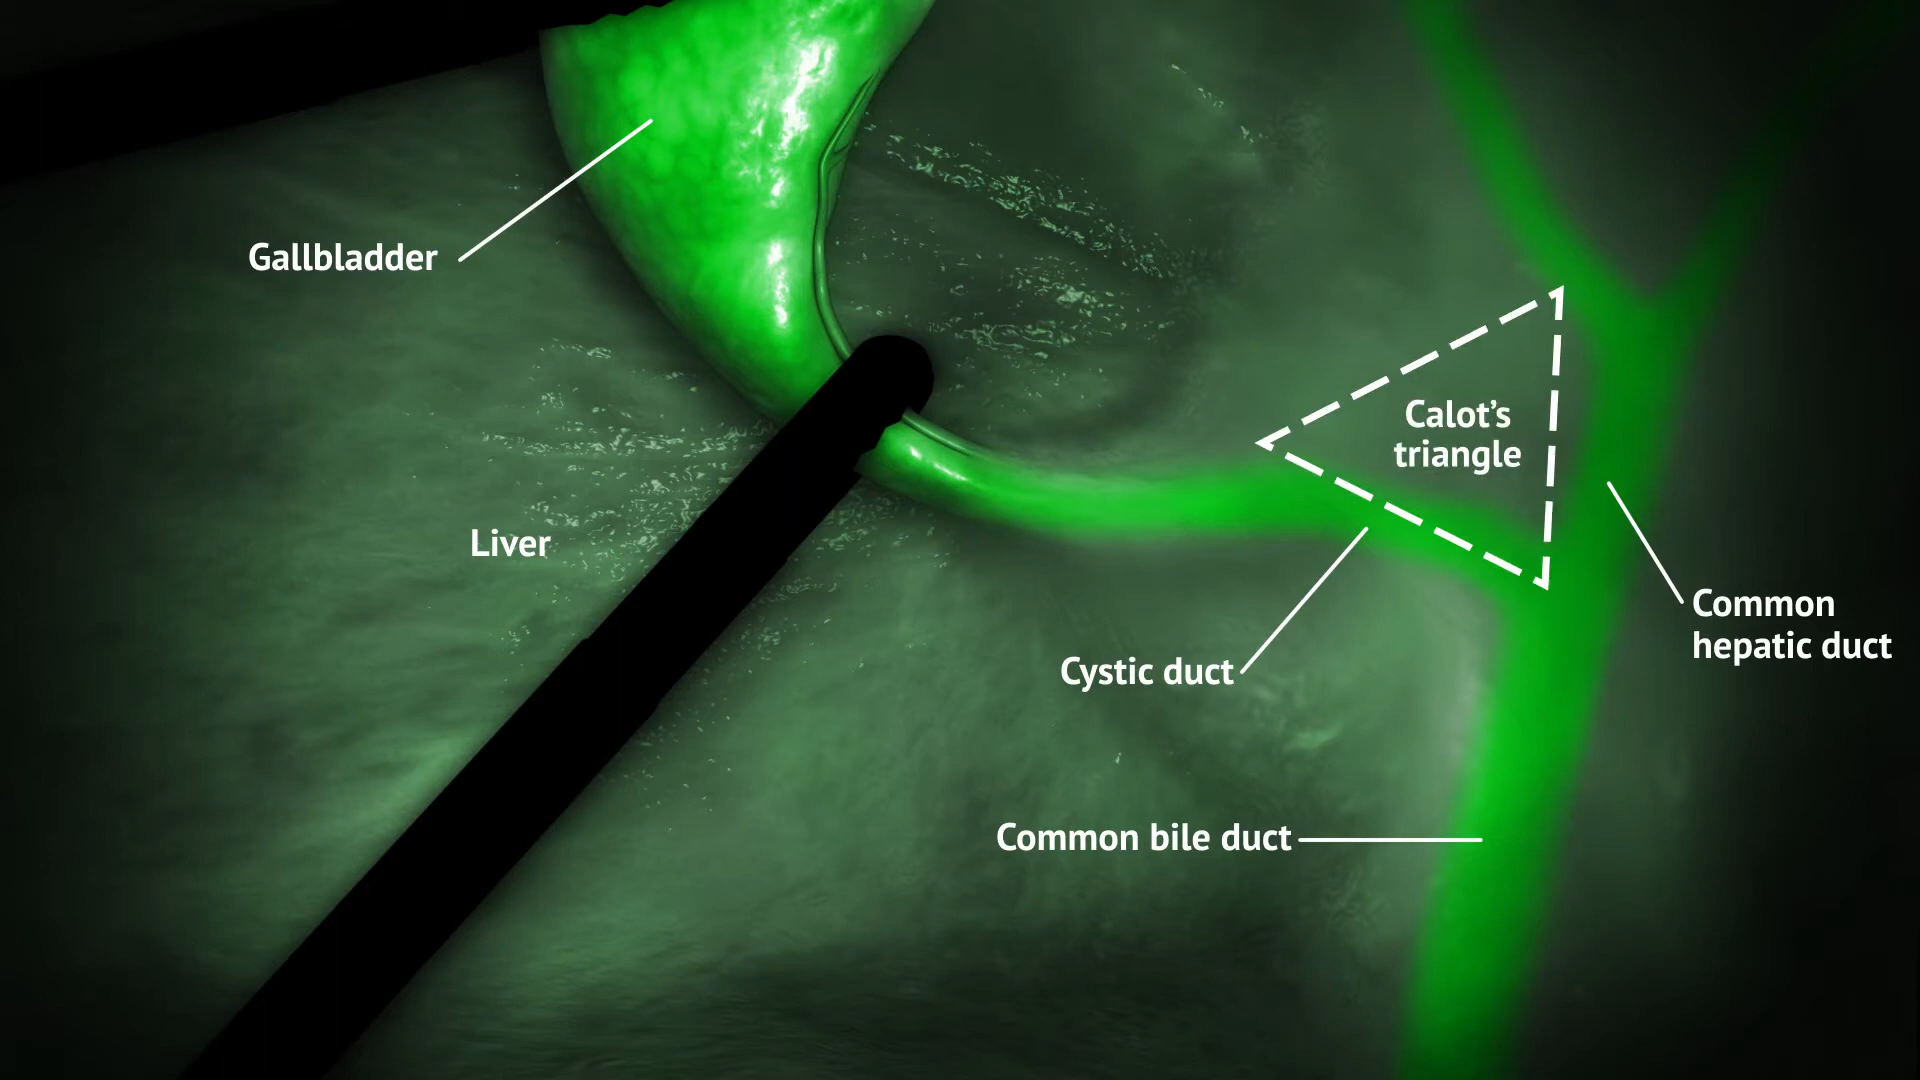 Gallbladder
Calot’s
triangle
Liver
Common
hepatic duct
Cystic duct
Common bile duct